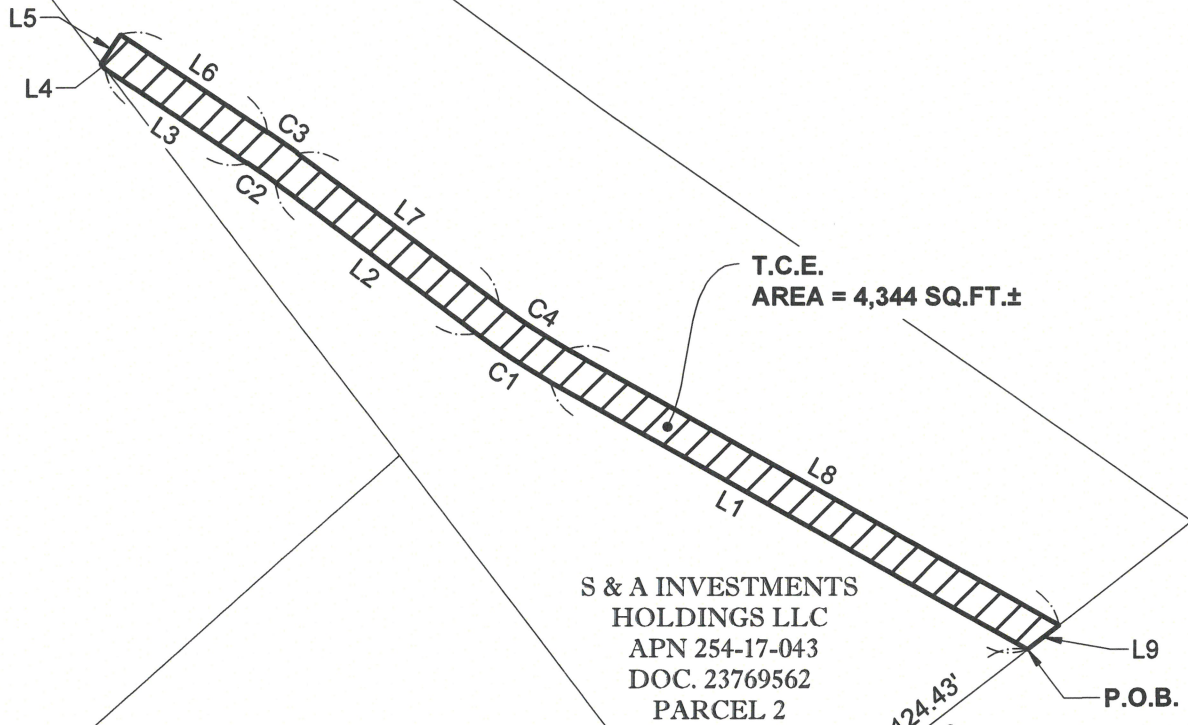 L5
L4
L6
L3
C3
C2
L7
L2
T.C.E.
AREA = 4,344 SQ.FT.±
C4
C1
L8
L1
S & A INVESTMENTS
HOLDINGS LLC
APN 254-17-043
DOC. 23769562
PARCEL 2
L9
P.O.B.
124.43'